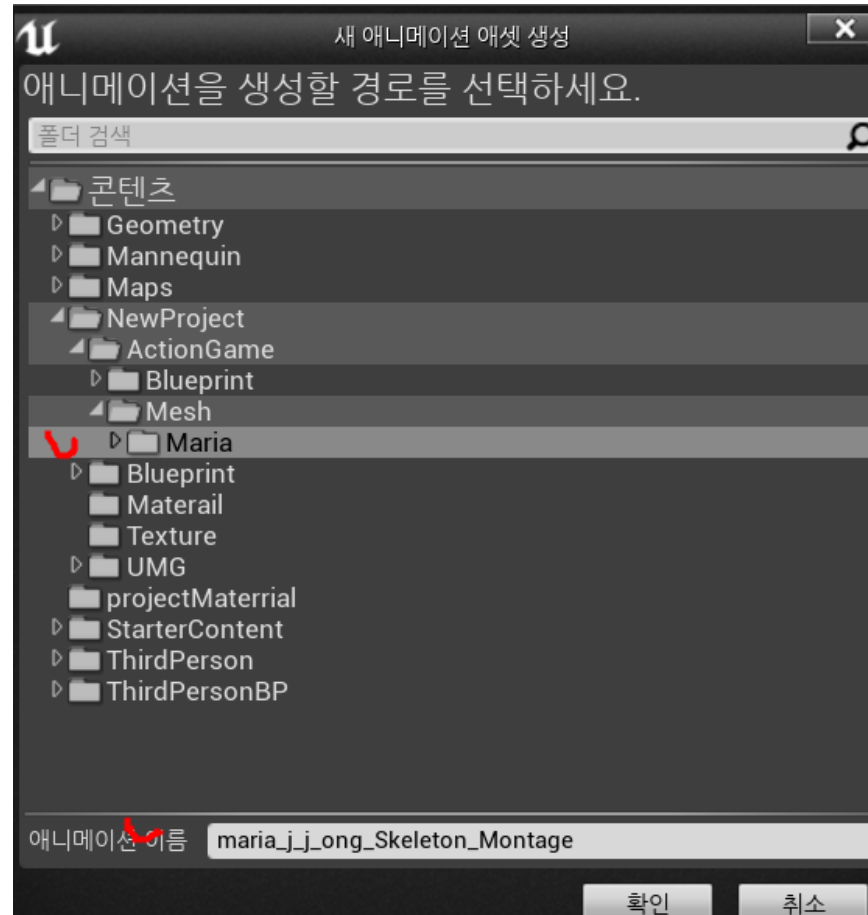 새 애니메이션 애셋 생성
애니메이션을 생성할 경로를 선택하세요.
폴더 검색
콘텐츠
Geometry
Mannequin
Maps
NewProject
ActionGame
Blueprint
Mesh
Maria
Blueprint
Materail
Texture
UMG
projectMaterrial
StarterContent
ThirdPerson
ThirdPersonBP
애니메이션 이름 maria_j_j_ong_Skeleton_Montage
확인 취소